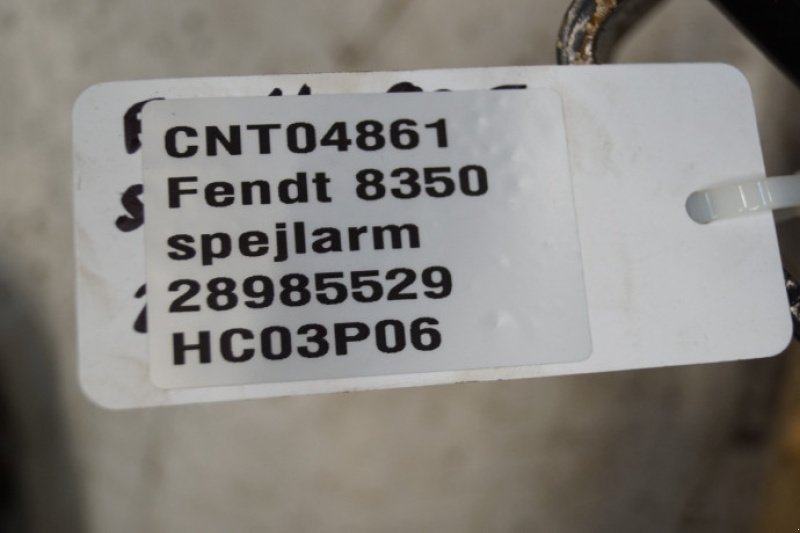 CNT04861
Fendt 8350
spejlarm
28985529
HC03P06